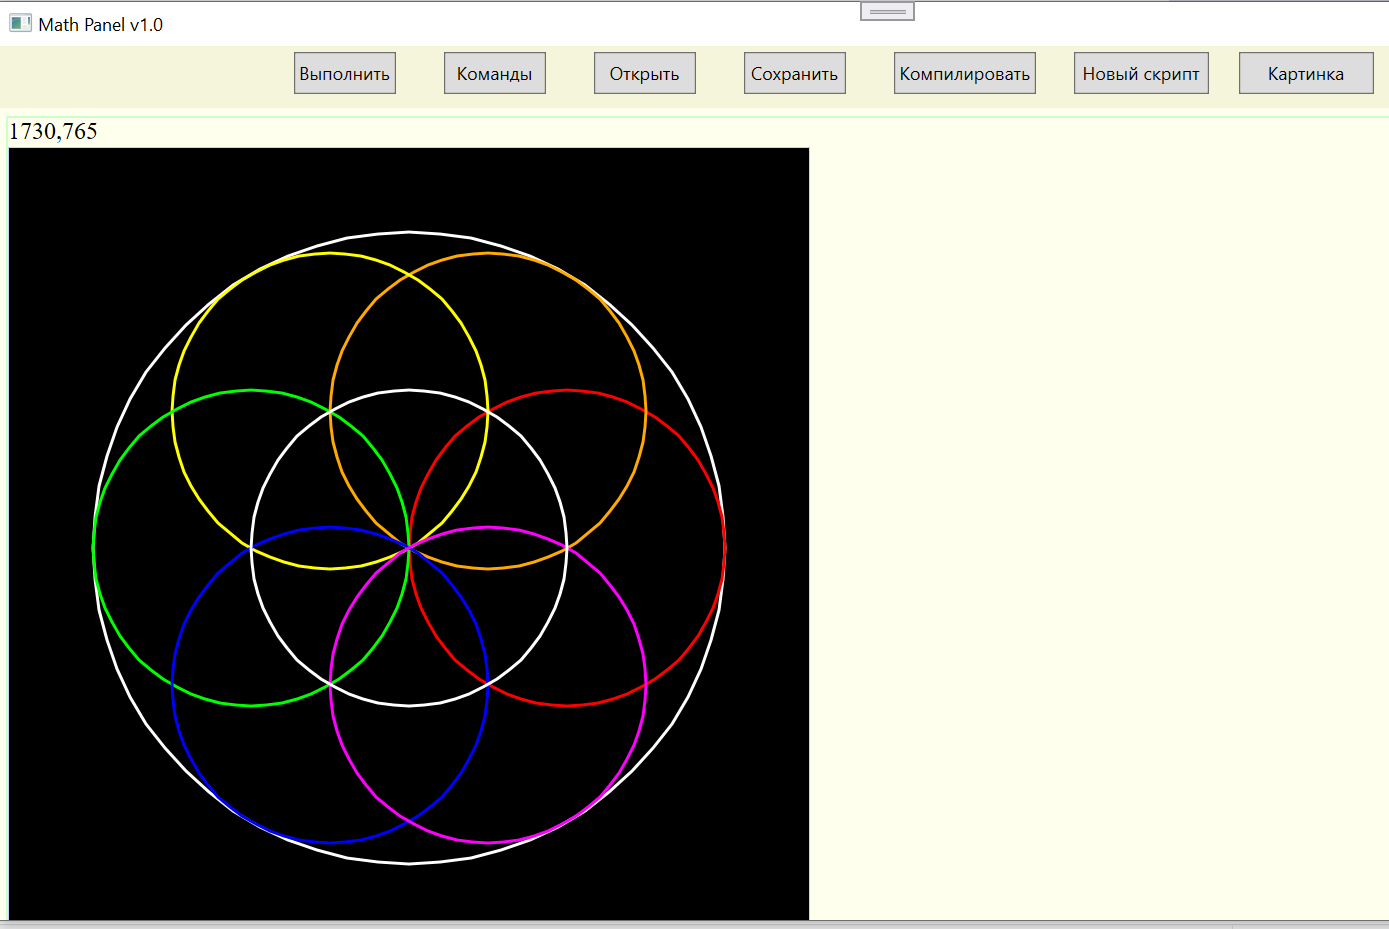 Math Panel v1.0
Выполнить Команды Открыть Сохранить Компилировать Новый скрипт Картинка
1730,765